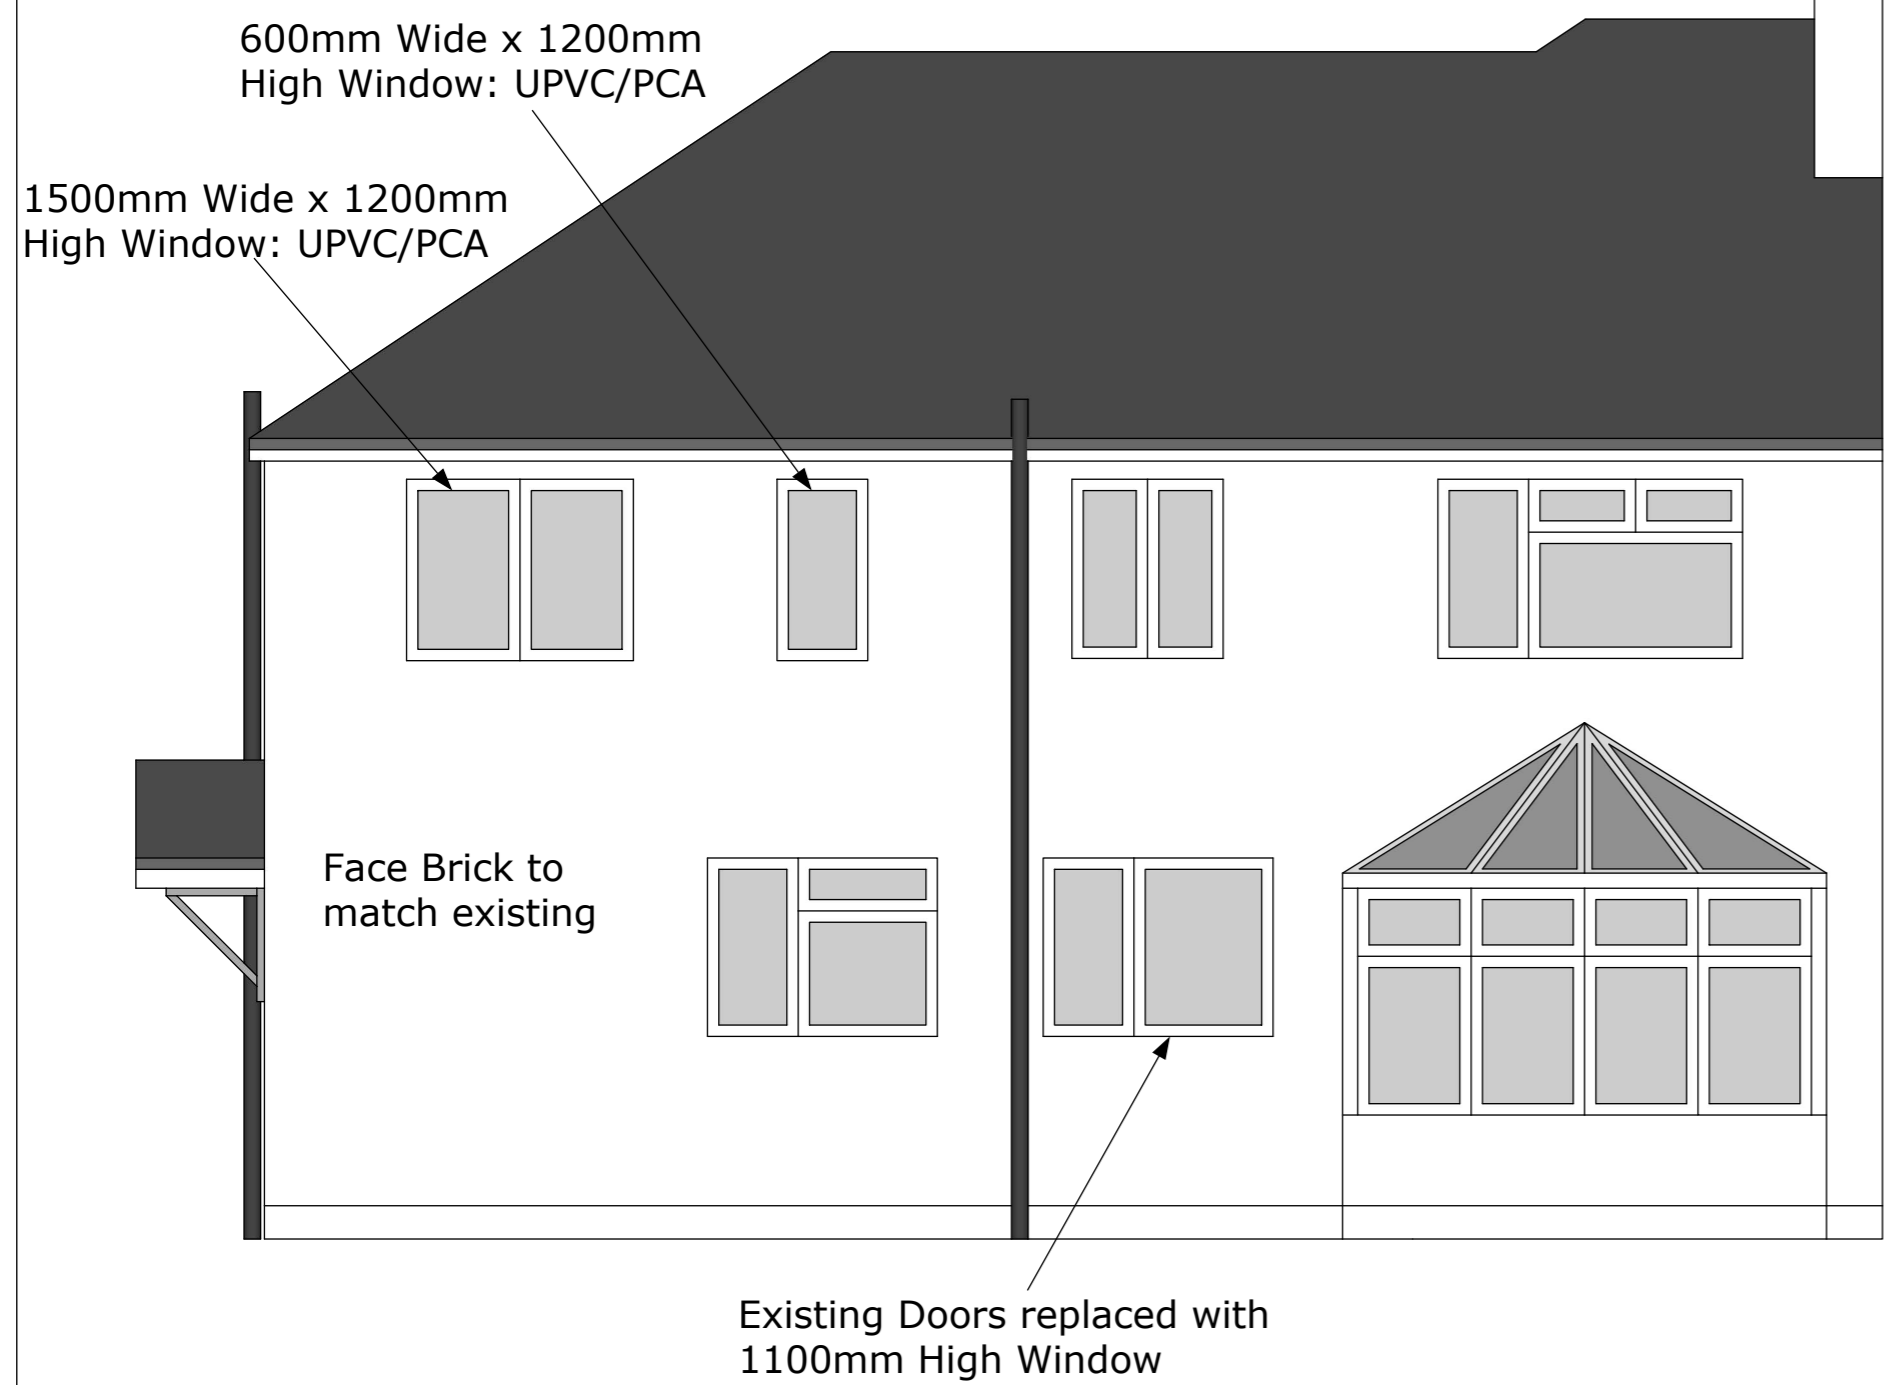 600mm Wide x 1200mm
High Window: UPVC/PCA
1500mm Wide x 1200mm
High Window: UPVC/PCA
Face Brick to
match existing
Existing Doors replaced with
1100mm High Window